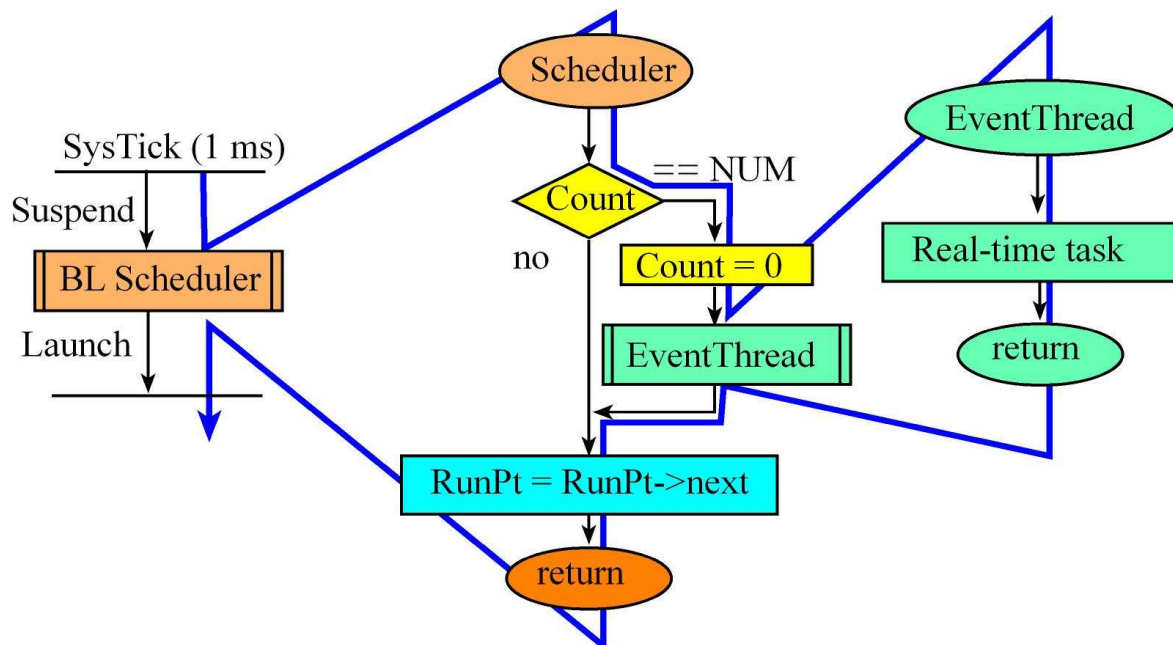 SysTick (1 ms)
Suspend
BL Scheduler
Launch
Scheduler
Count
== NUM
no
Count = 0
EventThread
RunPt = RunPt->next
return
EventThread
Real-time task
return